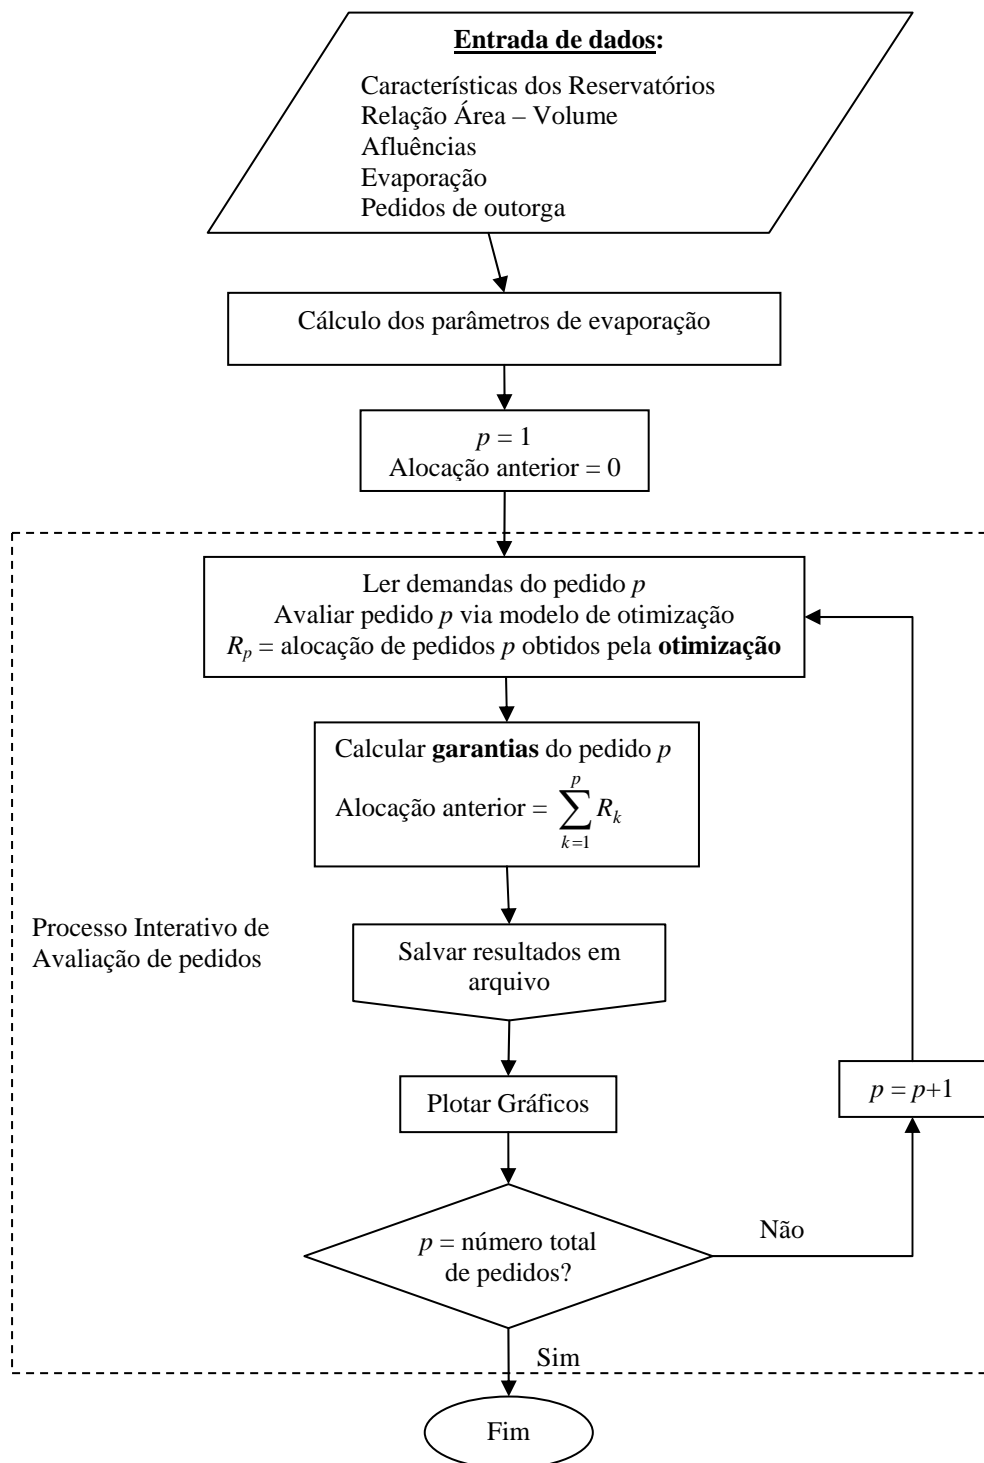 Entrada de dados:
Características dos Reservatórios
Relação Área – Volume
Afluências
Evaporação
Pedidos de outorga
Cálculo dos parâmetros de evaporação
p = 1
Alocação anterior = 0
Ler demandas do pedido p
Avaliar pedido p via modelo de otimização
R_p = alocação de pedidos p obtidos pela otimização
Calcular garantias do pedido p
Alocação anterior = \sum_{k=1}^{p} R_k
Processo Interativo de
Avaliação de pedidos
Salvar resultados em
arquivo
Plotar Gráficos
p = p+1
p = número total
de pedidos?
Não
Sim
Fim